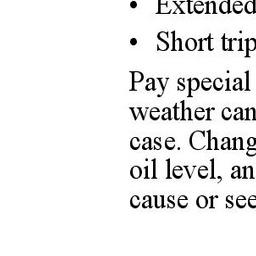 • Extended
• Short trip
Pay special
weather can
case. Chang
oil level, an
cause or see